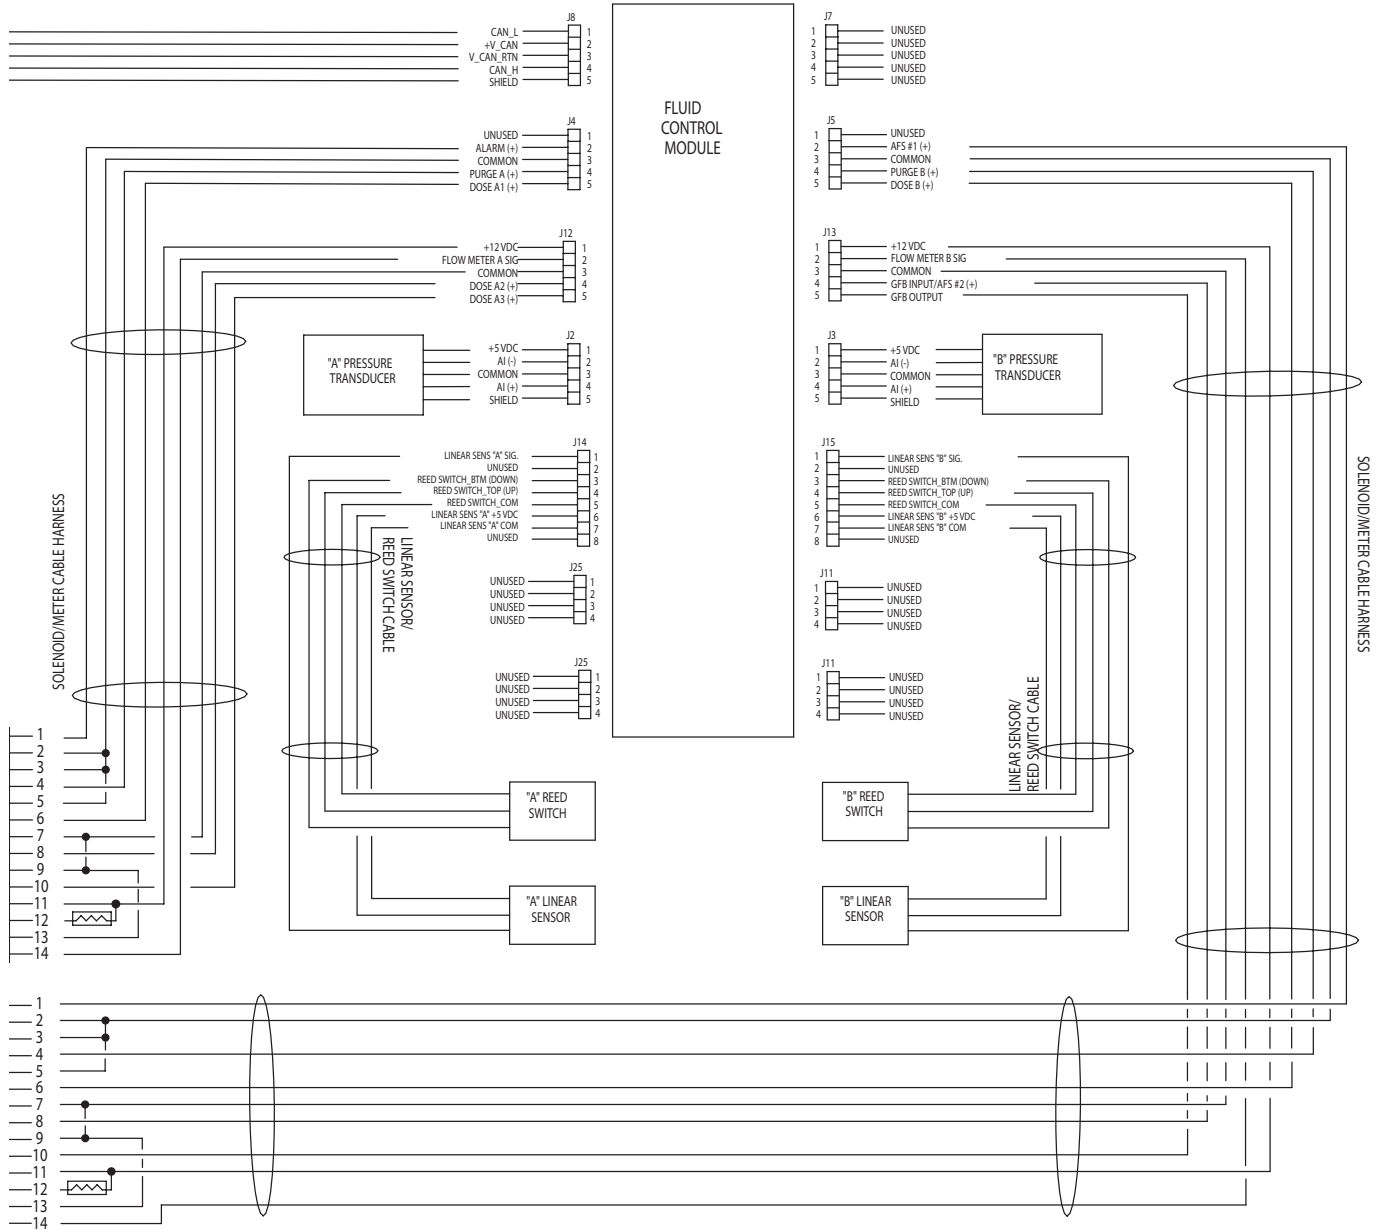 J8
CAN_L 1
+V_CAN 2
V_CAN_RTN 3
CAN_H 4
SHIELD 5
J4
UNUSED 1
ALARM (+) 2
COMMON 3
PURGE A (+) 4
DOSE A1 (+) 5
J12
+12 VDC 1
FLOW METER A SIG 2
COMMON 3
DOSE A2 (+) 4
DOSE A3 (+) 5
J2
+5 VDC 1
AI (-) 2
COMMON 3
AI (+) 4
SHIELD 5
"A" PRESSURE
TRANSDUCER
J14
LINEAR SENS "A" SIG. 1
UNUSED 2
REED SWITCH_BTM (DOWN) 3
REED SWITCH_TOP (UP) 4
REED SWITCH_COM 5
LINEAR SENS "A" +5 VDC 6
LINEAR SENS "A" COM 7
UNUSED 8
J25
UNUSED 1
UNUSED 2
UNUSED 3
UNUSED 4
J25
UNUSED 1
UNUSED 2
UNUSED 3
UNUSED 4
FLUID
CONTROL
MODULE
J7
1 UNUSED
2 UNUSED
3 UNUSED
4 UNUSED
5 UNUSED
J5
1 UNUSED
2 AFS #1 (+)
3 COMMON
4 PURGE B (+)
5 DOSE B (+)
J13
1 +12 VDC
2 FLOW METER B SIG
3 COMMON
4 GFB INPUT/AFS #2 (+)
5 GFB OUTPUT
J3
1 +5 VDC
2 AI (-)
3 COMMON
4 AI (+)
5 SHIELD
"B" PRESSURE
TRANSDUCER
J15
1 LINEAR SENS "B" SIG.
2 UNUSED
3 REED SWITCH_BTM (DOWN)
4 REED SWITCH_TOP (UP)
5 REED SWITCH_COM
6 LINEAR SENS "B" +5 VDC
7 LINEAR SENS "B" COM
8 UNUSED
J11
1 UNUSED
2 UNUSED
3 UNUSED
4 UNUSED
J11
1 UNUSED
2 UNUSED
3 UNUSED
4 UNUSED
SOLENOID/METER CABLE HARNESS
LINEAR SENSOR/
REED SWITCH CABLE
LINEAR SENSOR/
REED SWITCH CABLE
SOLENOID/METER CABLE HARNESS
"A" REED
SWITCH
"A" LINEAR
SENSOR
"B" REED
SWITCH
"B" LINEAR
SENSOR
1
2
3
4
5
6
7
8
9
10
11
12
13
14
1
2
3
4
5
6
7
8
9
10
11
12
13
14